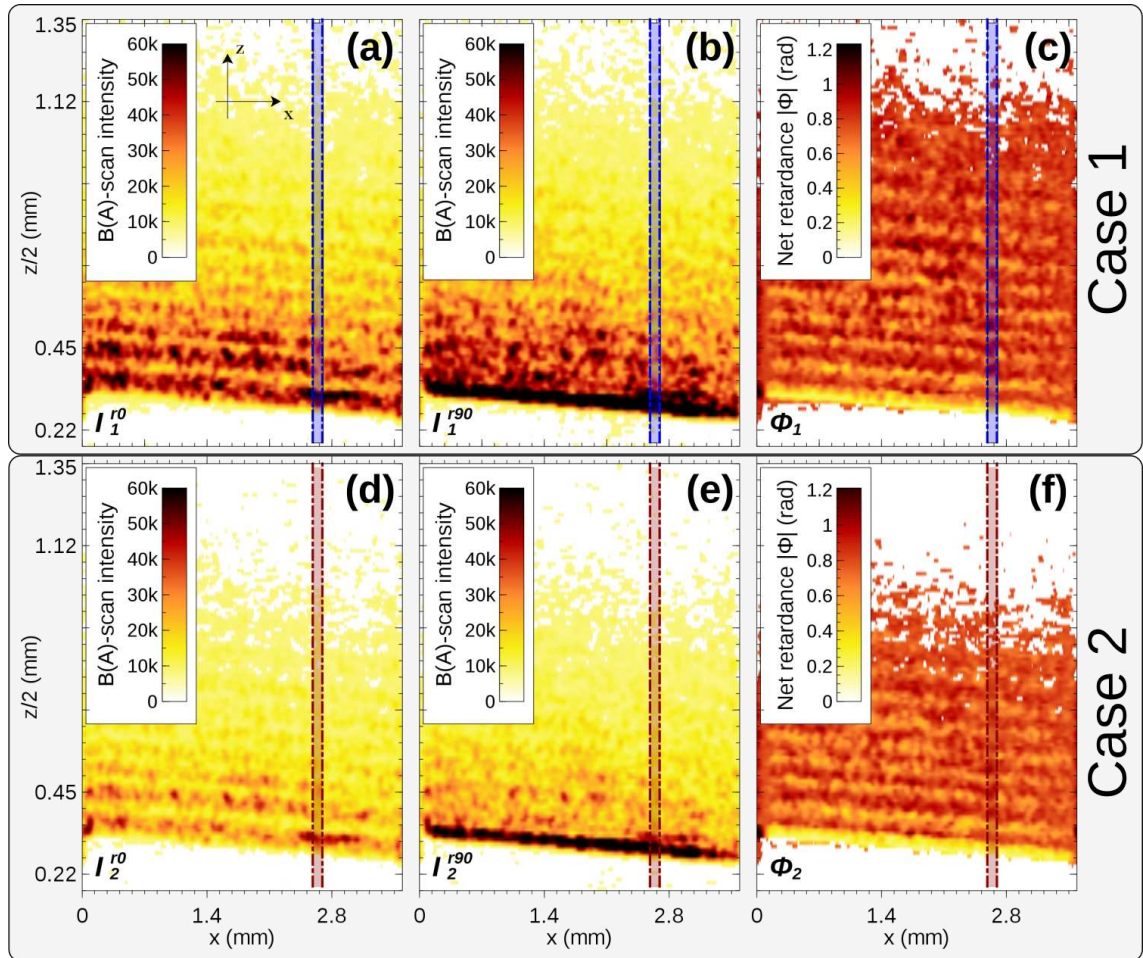 (a)
(b)
(c)
1.35
1.12
0.45
0.22
z/2 (mm)
B(A)-scan intensity
60k
50k
40k
30k
20k
10k
0
z
x
I₁ʳ⁰
B(A)-scan intensity
60k
50k
40k
30k
20k
10k
0
I₁ʳ⁹⁰
Net retardance |Φ| (rad)
1.2
1
0.8
0.6
0.4
0.2
0
Φ₁
Case 1
(d)
(e)
(f)
1.35
1.12
0.45
0.22
z/2 (mm)
B(A)-scan intensity
60k
50k
40k
30k
20k
10k
0
I₂ʳ⁰
B(A)-scan intensity
60k
50k
40k
30k
20k
10k
0
I₂ʳ⁹⁰
Net retardance |Φ| (rad)
1.2
1
0.8
0.6
0.4
0.2
0
Φ₂
Case 2
0 1.4 2.8
x (mm)
0 1.4 2.8
x (mm)
0 1.4 2.8
x (mm)